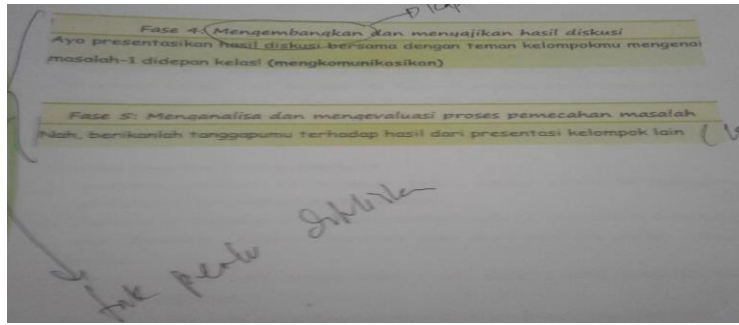 Fase 4: Mengembangkan dan menyajikan hasil diskusi
Ayo presentasikan hasil diskusi bersama dengan teman kelompokmu mengenai
masalah-1 didepan kelas! (mengkomunikasikan)
Fase 5: Menganalisa dan mengevaluasi proses pemecahan masalah
Nah, berikanlah tanggapumu terhadap hasil dari presentasi kelompok lain
tak perlu dituliskan